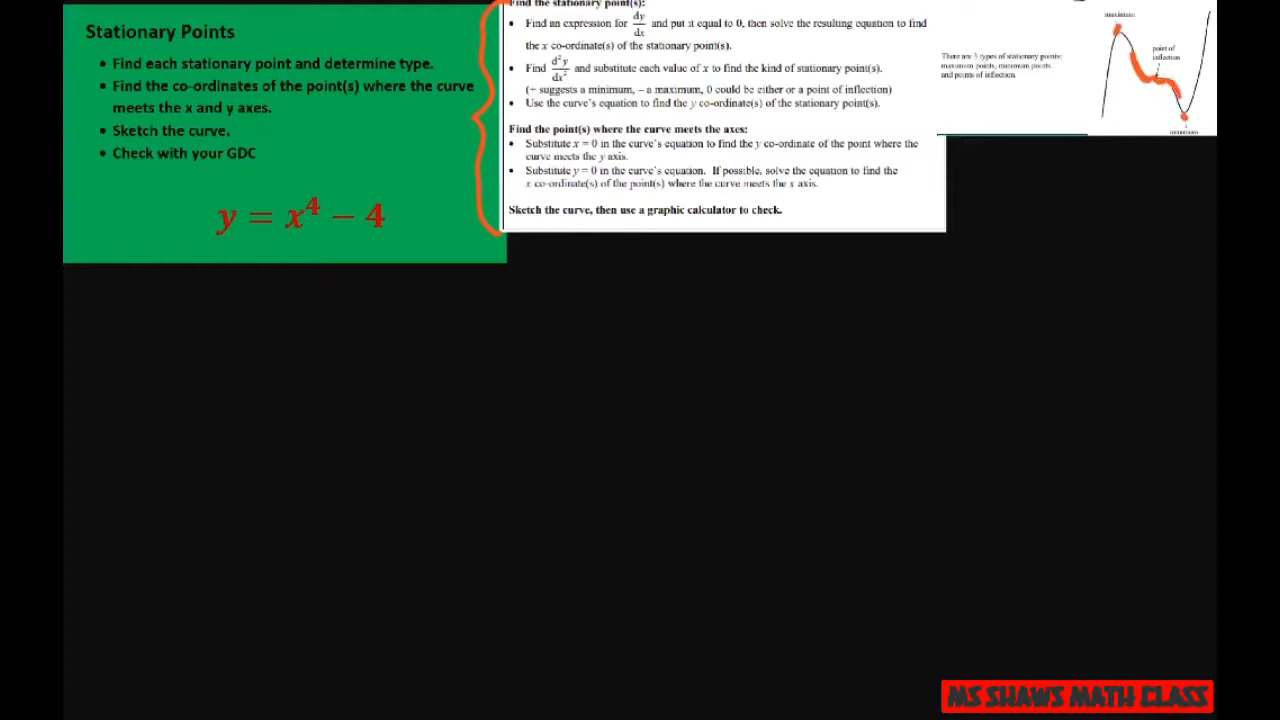 Stationary Points
• Find each stationary point and determine type.
• Find the co-ordinates of the point(s) where the curve
meets the x and y axes.
• Sketch the curve.
• Check with your GDC
y = x⁴ − 4
Find the stationary point(s):
• Find an expression for dy/dx and put it equal to 0, then solve the resulting equation to find
the x co-ordinate(s) of the stationary point(s).
• Find d²y/dx² and substitute each value of x to find the kind of stationary point(s).
(+ suggests a minimum, – a maximum, 0 could be either or a point of inflection)
• Use the curve's equation to find the y co-ordinate(s) of the stationary point(s).
Find the point(s) where the curve meets the axes:
• Substitute x = 0 in the curve's equation to find the y co-ordinate of the point where the
curve meets the y axis.
• Substitute y = 0 in the curve's equation. If possible, solve the equation to find the
x co-ordinate(s) of the point(s) where the curve meets the x axis.
Sketch the curve, then use a graphic calculator to check.
There are 3 types of stationary points:
maximum points, minimum points
and points of inflection.
maximum
point of
inflection
minimum
MS SHAWS MATH CLASS